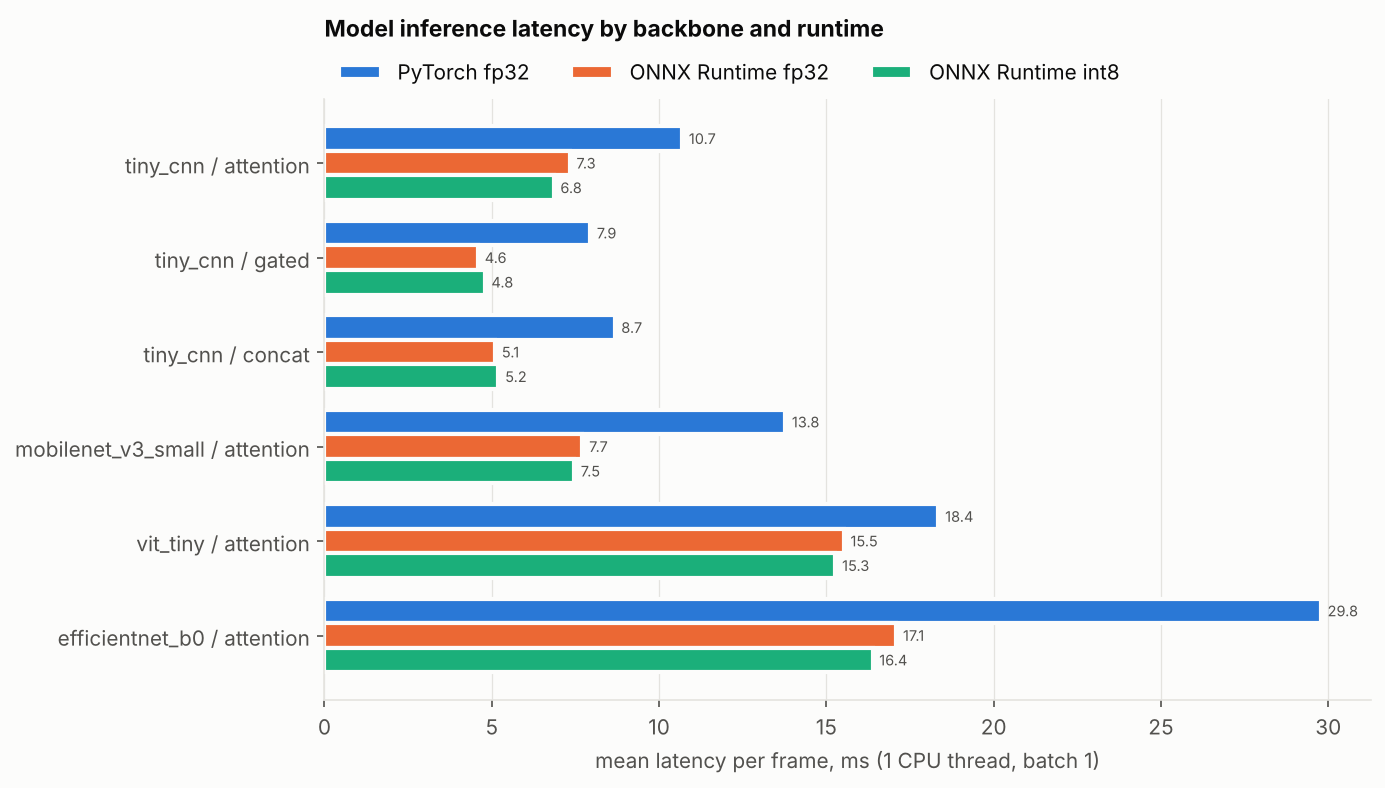 Model inference latency by backbone and runtime
PyTorch fp32 ONNX Runtime fp32 ONNX Runtime int8
tiny_cnn / attention
10.7
7.3
6.8
tiny_cnn / gated
7.9
4.6
4.8
tiny_cnn / concat
8.7
5.1
5.2
mobilenet_v3_small / attention
13.8
7.7
7.5
vit_tiny / attention
18.4
15.5
15.3
efficientnet_b0 / attention
29.8
17.1
16.4
0 5 10 15 20 25 30
mean latency per frame, ms (1 CPU thread, batch 1)